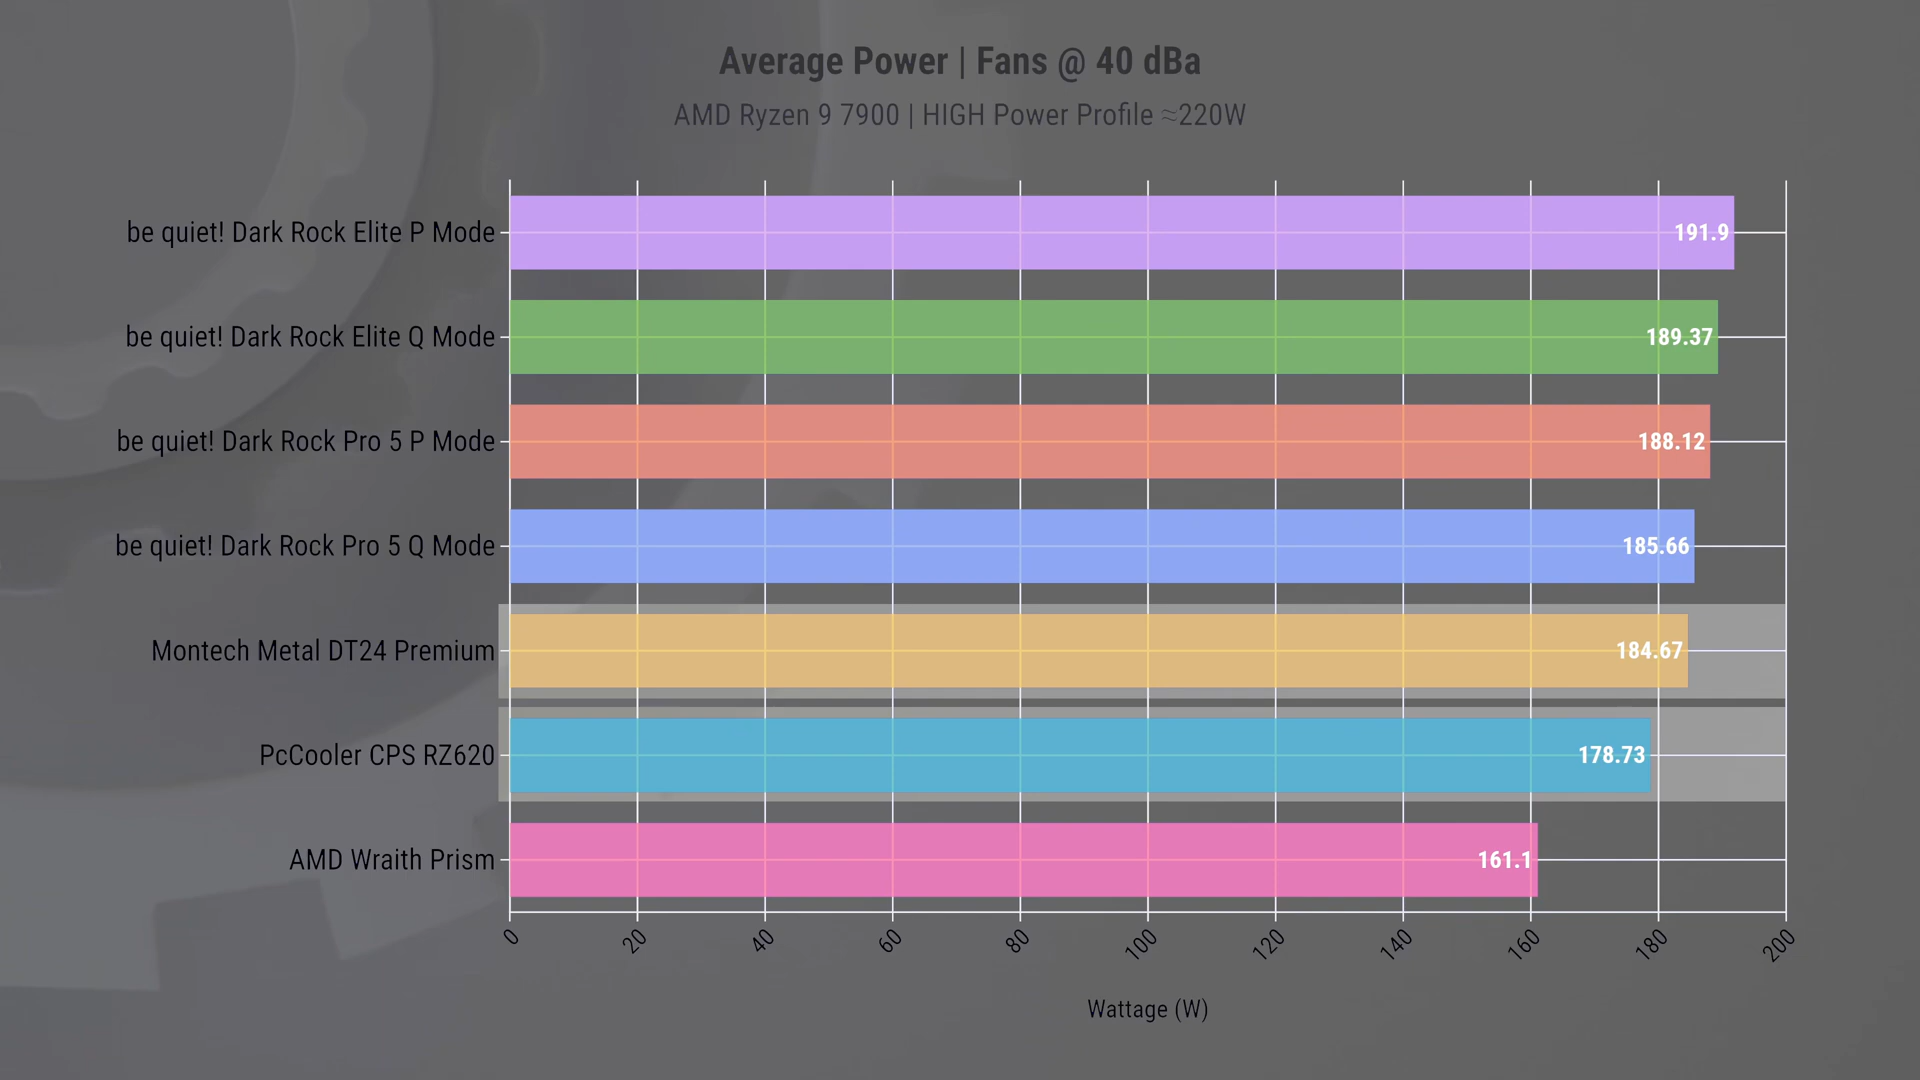 Average Power | Fans @ 40 dBa
AMD Ryzen 9 7900 | HIGH Power Profile ≈220W
be quiet! Dark Rock Elite P Mode 191.9
be quiet! Dark Rock Elite Q Mode 189.37
be quiet! Dark Rock Pro 5 P Mode 188.12
be quiet! Dark Rock Pro 5 Q Mode 185.66
Montech Metal DT24 Premium 184.67
PcCooler CPS RZ620 178.73
AMD Wraith Prism 161.1
0 20 40 60 80 100 120 140 160 180 200
Wattage (W)